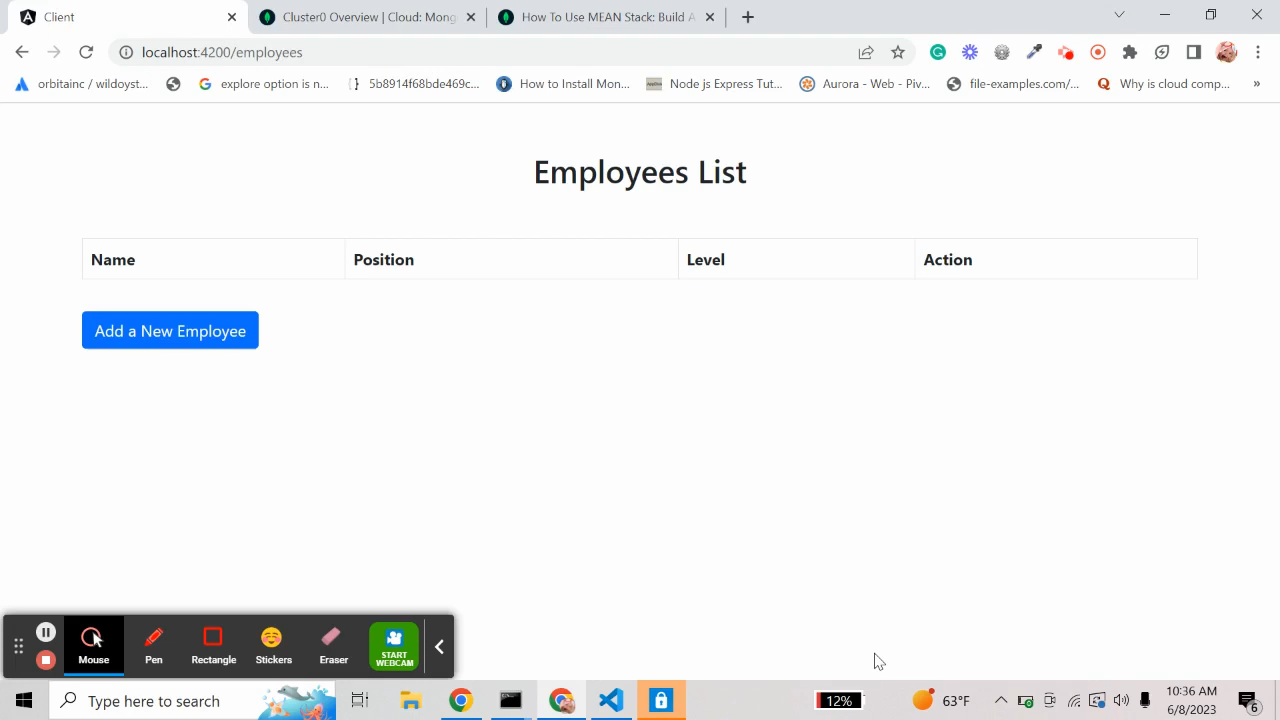 Client
Cluster0 Overview | Cloud: Mong
How To Use MEAN Stack: Build A
localhost:4200/employees
orbitainc / wildoyst...
explore option is n...
5b8914f68bde469c...
How to Install Mon...
Node js Express Tut...
Aurora - Web - Piv...
file-examples.com/...
Why is cloud comp...
»
Employees List
Name Position Level Action
Add a New Employee
Mouse
Pen
Rectangle
Stickers
Eraser
START
WEBCAM
Type here to search
12%
63°F
10:36 AM
6/8/2023
6